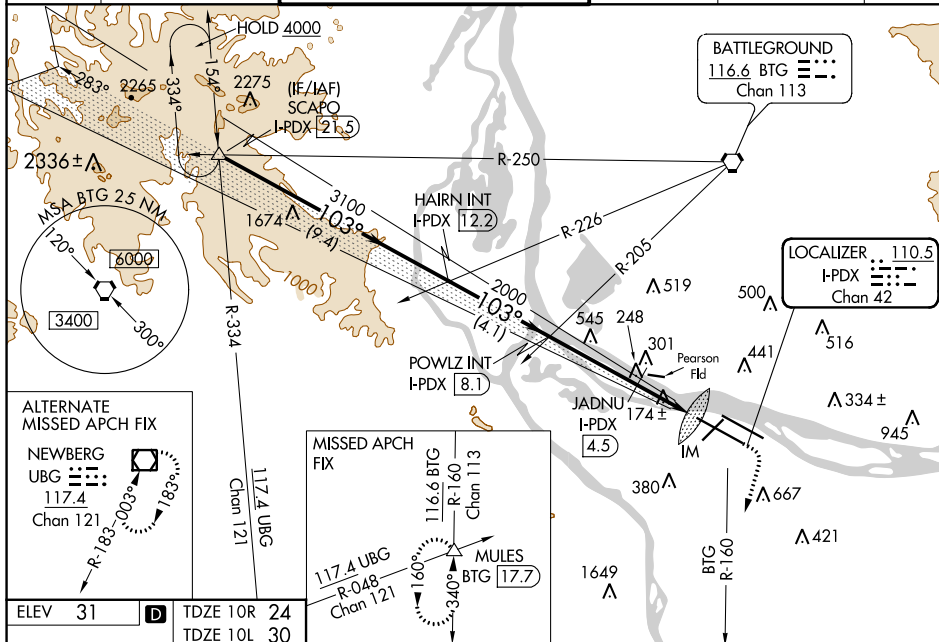 HOLD 4000
154°
334°
283°
2265
2275
(IF/IAF)
SCAPO
I-PDX 21.5
2336 ±
MSA BTG 25 NM
120°
6000
3400
300°
1674
1000
3100
103°
(9.4)
R-334
117.4 UBG
Chan 121
HAIRN INT
I-PDX 12.2
2000
103°
(4.1)
POWLZ INT
I-PDX 8.1
R-250
R-226
R-205
BATTLEGROUND
116.6 BTG
Chan 113
LOCALIZER 110.5
I-PDX
Chan 42
519
500
545
248
301
Pearson
Fld
516
441
JADNU
I-PDX
4.5
174 ±
334 ±
945
IM
380
667
421
1649
BTG
R-160
ALTERNATE
MISSED APCH FIX
NEWBERG
UBG
117.4
Chan 121
R-183
003°
183°
MISSED APCH
FIX
116.6 BTG
R-160
Chan 113
117.4 UBG
R-048
Chan 121
160°
340°
MULES
BTG 17.7
ELEV 31
D
TDZE 10R 24
TDZE 10L 30